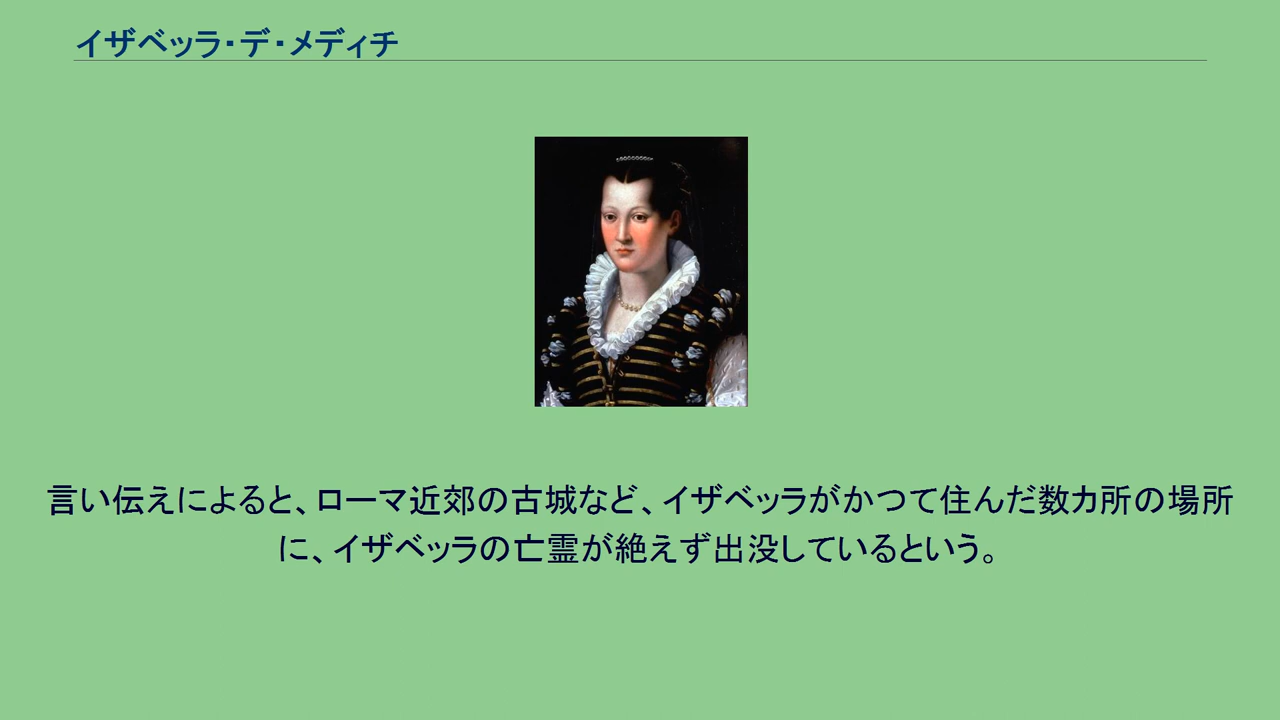 イザベッラ・デ・メディチ
言い伝えによると、ローマ近郊の古城など、イザベッラがかつて住んだ数カ所の場所
に、イザベッラの亡霊が絶えず出没しているという。